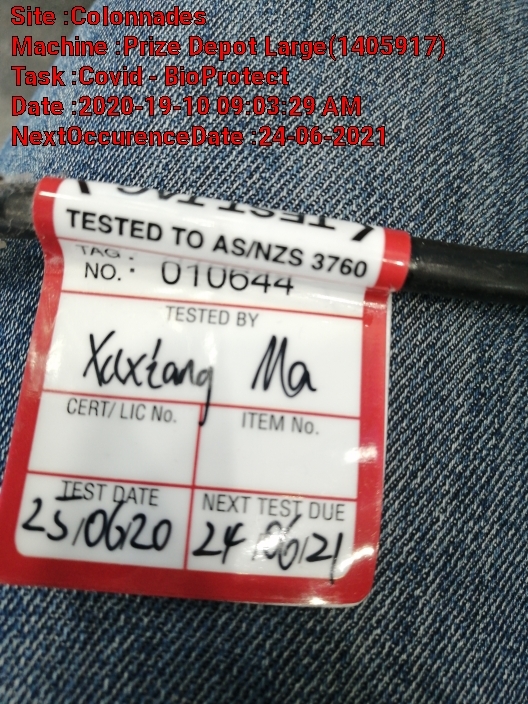 Site :Colonnades
Machine :Prize Depot Large(1405917)
Task :Covid - BioProtect
Date :2020-19-10 09:03:29 AM
NextOccurenceDate :24-06-2021
TESTING
TESTED TO AS/NZS 3760
TAG
NO. : 010644
TESTED BY
Xuxiang Ma
CERT/ LIC No. ITEM No.
TEST DATE NEXT TEST DUE
25/06/20 24/06/21